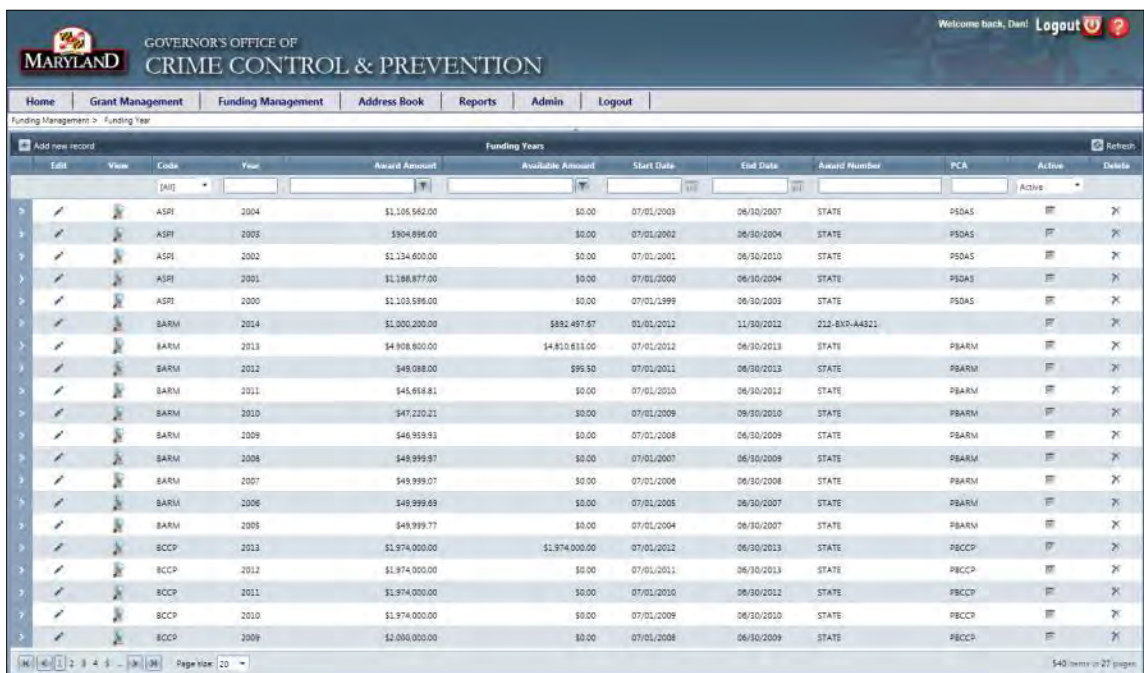 Welcome back, Dan! Logout
MARYLAND
GOVERNOR'S OFFICE OF
CRIME CONTROL & PREVENTION
Home Grant Management Funding Management Address Book Reports Admin Logout
Funding Management > Funding Year
Add new record Funding Years Refresh
Edit View Code Year Award Amount Available Amount Start Date End Date Award Number PCA Active Delete
[All] Active
ASPI 2004 $1,105,562.00 $0.00 07/01/2003 06/30/2007 STATE PSDAS
ASPI 2003 $904,696.00 $0.00 07/01/2002 06/30/2004 STATE PSDAS
ASPI 2002 $1,134,600.00 $0.00 07/01/2001 06/30/2010 STATE PSDAS
ASPI 2001 $1,168,877.00 $0.00 07/01/2000 06/30/2004 STATE PSDAS
ASPI 2000 $1,103,586.00 $0.00 07/01/1999 06/30/2003 STATE PSDAS
BARM 2014 $1,000,200.00 $892,497.67 01/01/2012 11/30/2012 212-BXP-A4321
BARM 2013 $4,908,800.00 $4,810,633.00 07/01/2012 06/30/2013 STATE PBARM
BARM 2012 $49,088.00 $95.50 07/01/2011 06/30/2013 STATE PBARM
BARM 2011 $45,658.81 $0.00 07/01/2010 06/30/2012 STATE PBARM
BARM 2010 $47,220.21 $0.00 07/01/2009 09/30/2010 STATE PBARM
BARM 2009 $46,959.93 $0.00 07/01/2008 06/30/2009 STATE PBARM
BARM 2008 $49,999.97 $0.00 07/01/2007 06/30/2009 STATE PBARM
BARM 2007 $49,999.07 $0.00 07/01/2006 06/30/2008 STATE PBARM
BARM 2006 $49,999.69 $0.00 07/01/2005 06/30/2007 STATE PBARM
BARM 2005 $49,999.77 $0.00 07/01/2004 06/30/2007 STATE PBARM
BCCP 2013 $1,974,000.00 $1,974,000.00 07/01/2012 06/30/2013 STATE PBCCP
BCCP 2012 $1,974,000.00 $0.00 07/01/2011 06/30/2013 STATE PBCCP
BCCP 2011 $1,974,000.00 $0.00 07/01/2010 06/30/2012 STATE PBCCP
BCCP 2010 $1,974,000.00 $0.00 07/01/2009 06/30/2010 STATE PBCCP
BCCP 2009 $2,000,000.00 $0.00 07/01/2008 06/30/2009 STATE PBCCP
1 2 3 4 5 ... Page size: 20 540 items in 27 pages